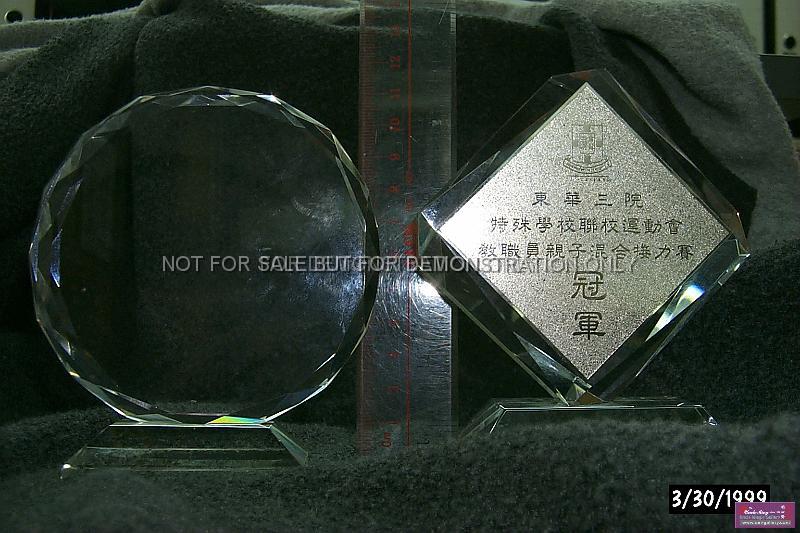 東華三院
特殊學校聯校運動會
教職員親子混合接力賽
冠
軍
NOT FOR SALE BUT FOR DEMONSTRATION ONLY
3/30/1999